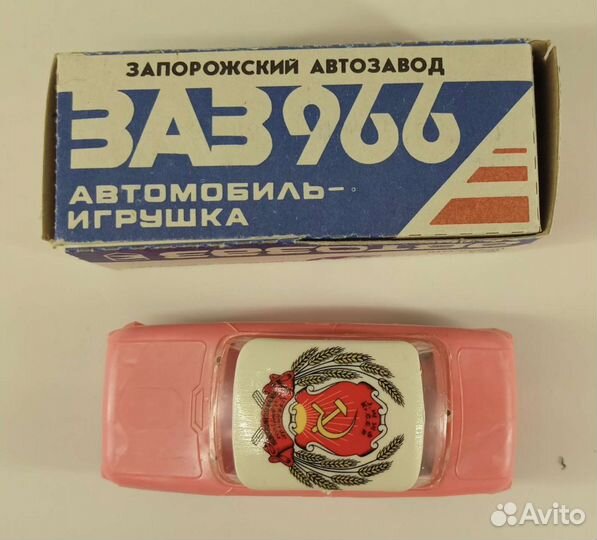 ЗАПОРОЖСКИЙ АВТОЗАВОД
ЗАЗ 966
АВТОМОБИЛЬ-
ИГРУШКА
Avito